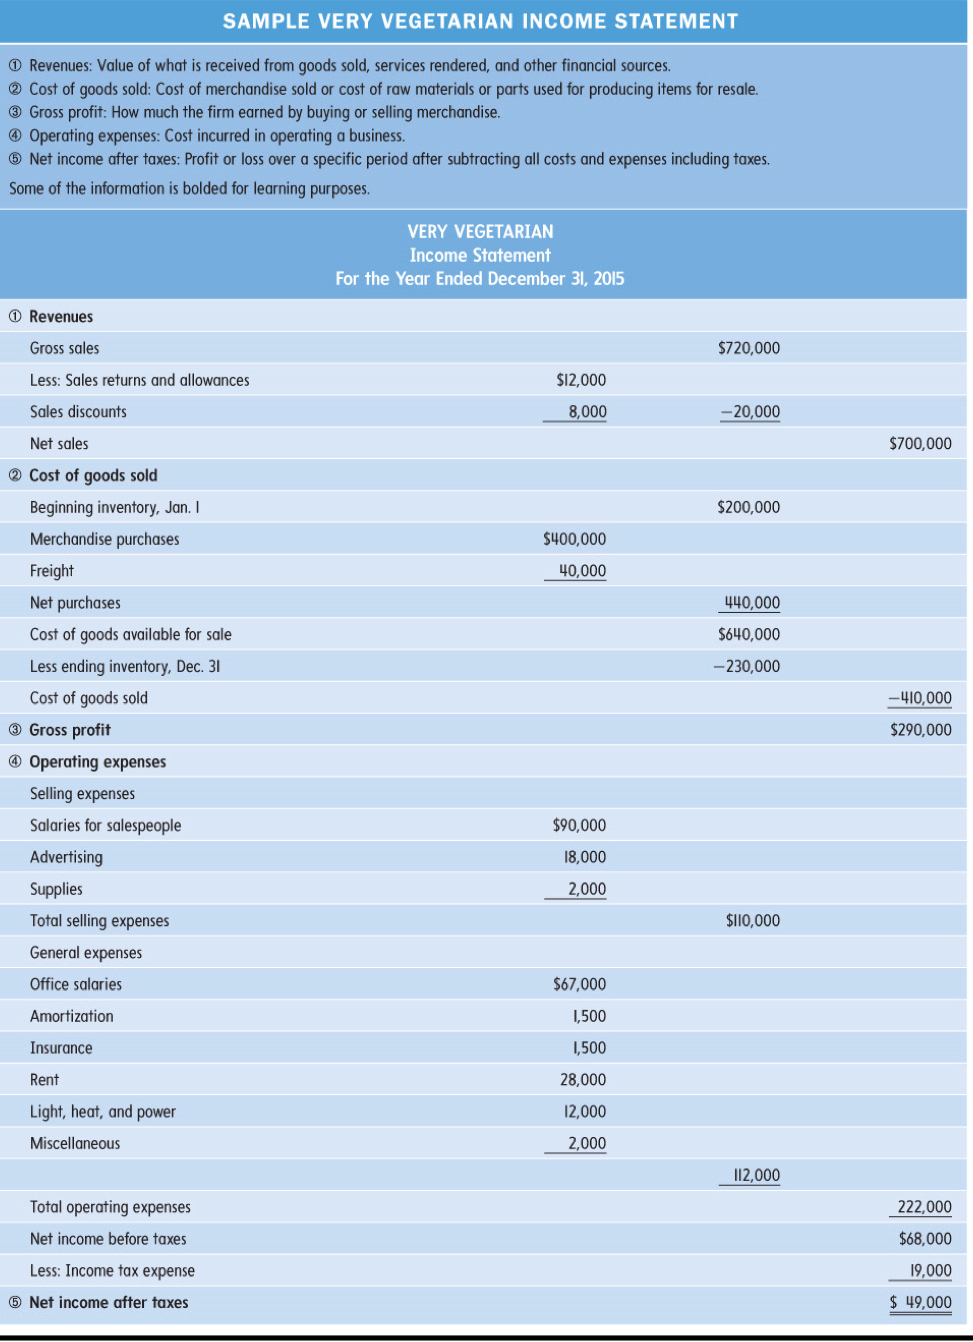 SAMPLE VERY VEGETARIAN INCOME STATEMENT
① Revenues: Value of what is received from goods sold, services rendered, and other financial sources.
② Cost of goods sold: Cost of merchandise sold or cost of raw materials or parts used for producing items for resale.
③ Gross profit: How much the firm earned by buying or selling merchandise.
④ Operating expenses: Cost incurred in operating a business.
⑤ Net income after taxes: Profit or loss over a specific period after subtracting all costs and expenses including taxes.
Some of the information is bolded for learning purposes.
VERY VEGETARIAN
Income Statement
For the Year Ended December 31, 2015
① Revenues
Gross sales $720,000
Less: Sales returns and allowances $12,000
Sales discounts 8,000 −20,000
Net sales $700,000
② Cost of goods sold
Beginning inventory, Jan. 1 $200,000
Merchandise purchases $400,000
Freight 40,000
Net purchases 440,000
Cost of goods available for sale $640,000
Less ending inventory, Dec. 31 −230,000
Cost of goods sold −410,000
③ Gross profit $290,000
④ Operating expenses
Selling expenses
Salaries for salespeople $90,000
Advertising 18,000
Supplies 2,000
Total selling expenses $110,000
General expenses
Office salaries $67,000
Amortization 1,500
Insurance 1,500
Rent 28,000
Light, heat, and power 12,000
Miscellaneous 2,000
112,000
Total operating expenses 222,000
Net income before taxes $68,000
Less: Income tax expense 19,000
⑤ Net income after taxes $ 49,000